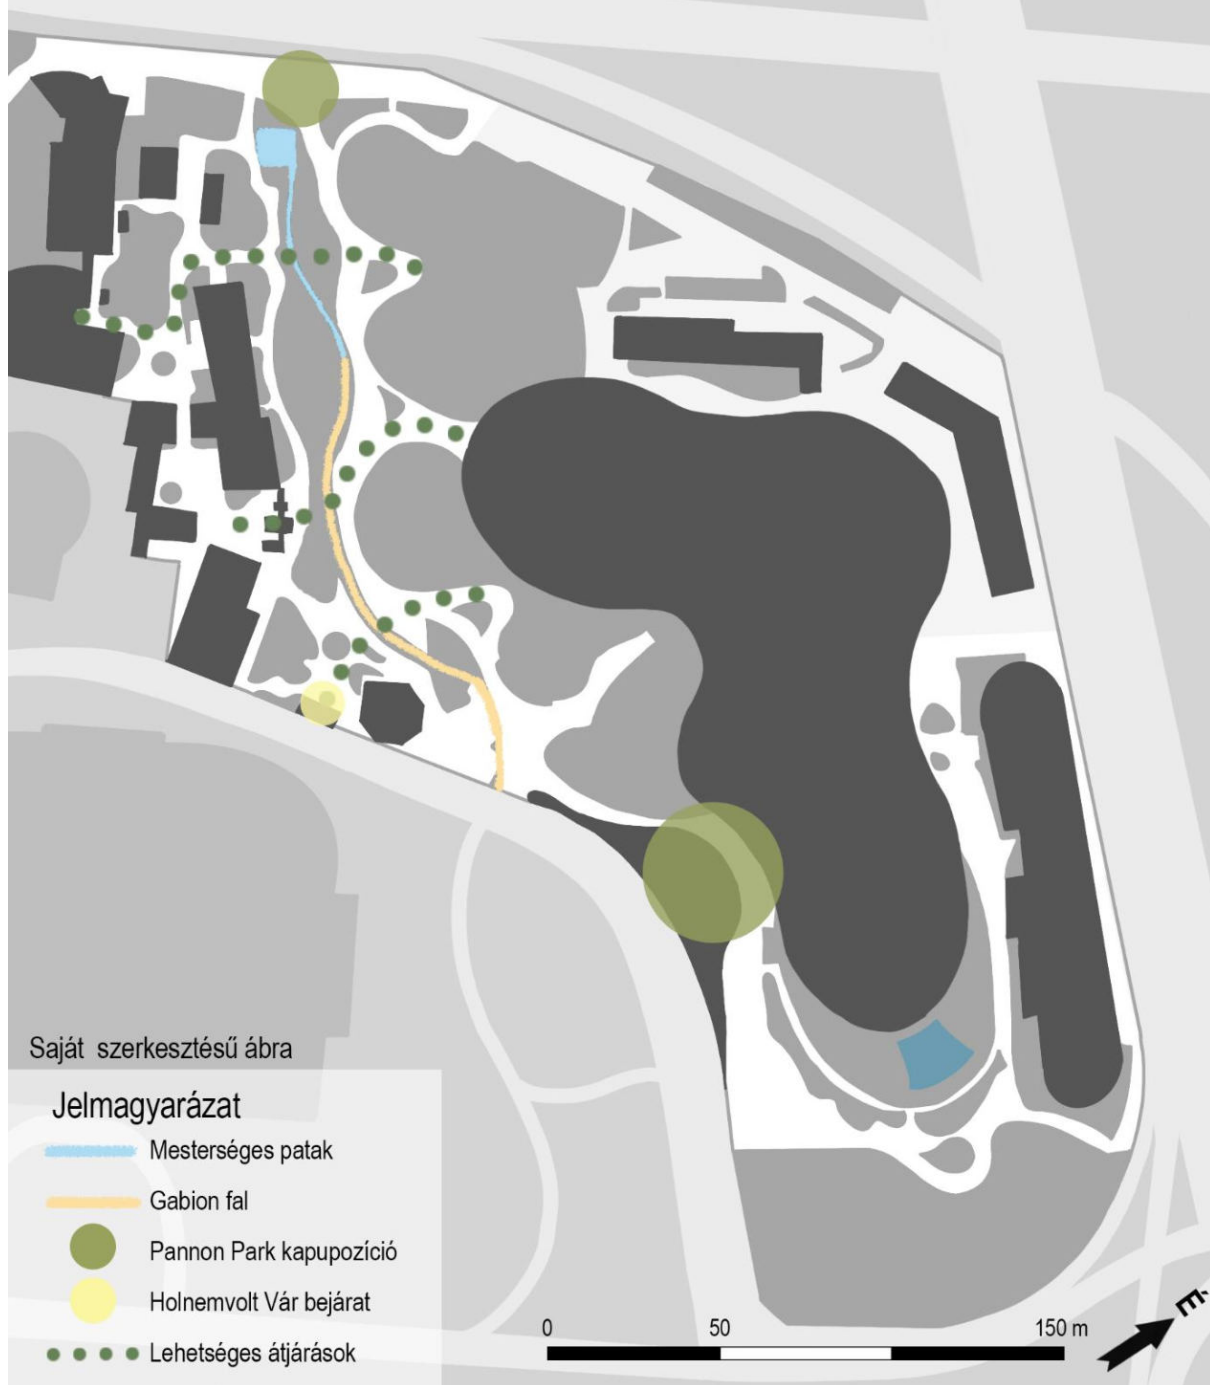 Saját szerkesztésű ábra
Jelmagyarázat
Mesterséges patak
Gabion fal
Pannon Park kapupozíció
Holnemvolt Vár bejárat
Lehetséges átjárások
0 50 150 m
É